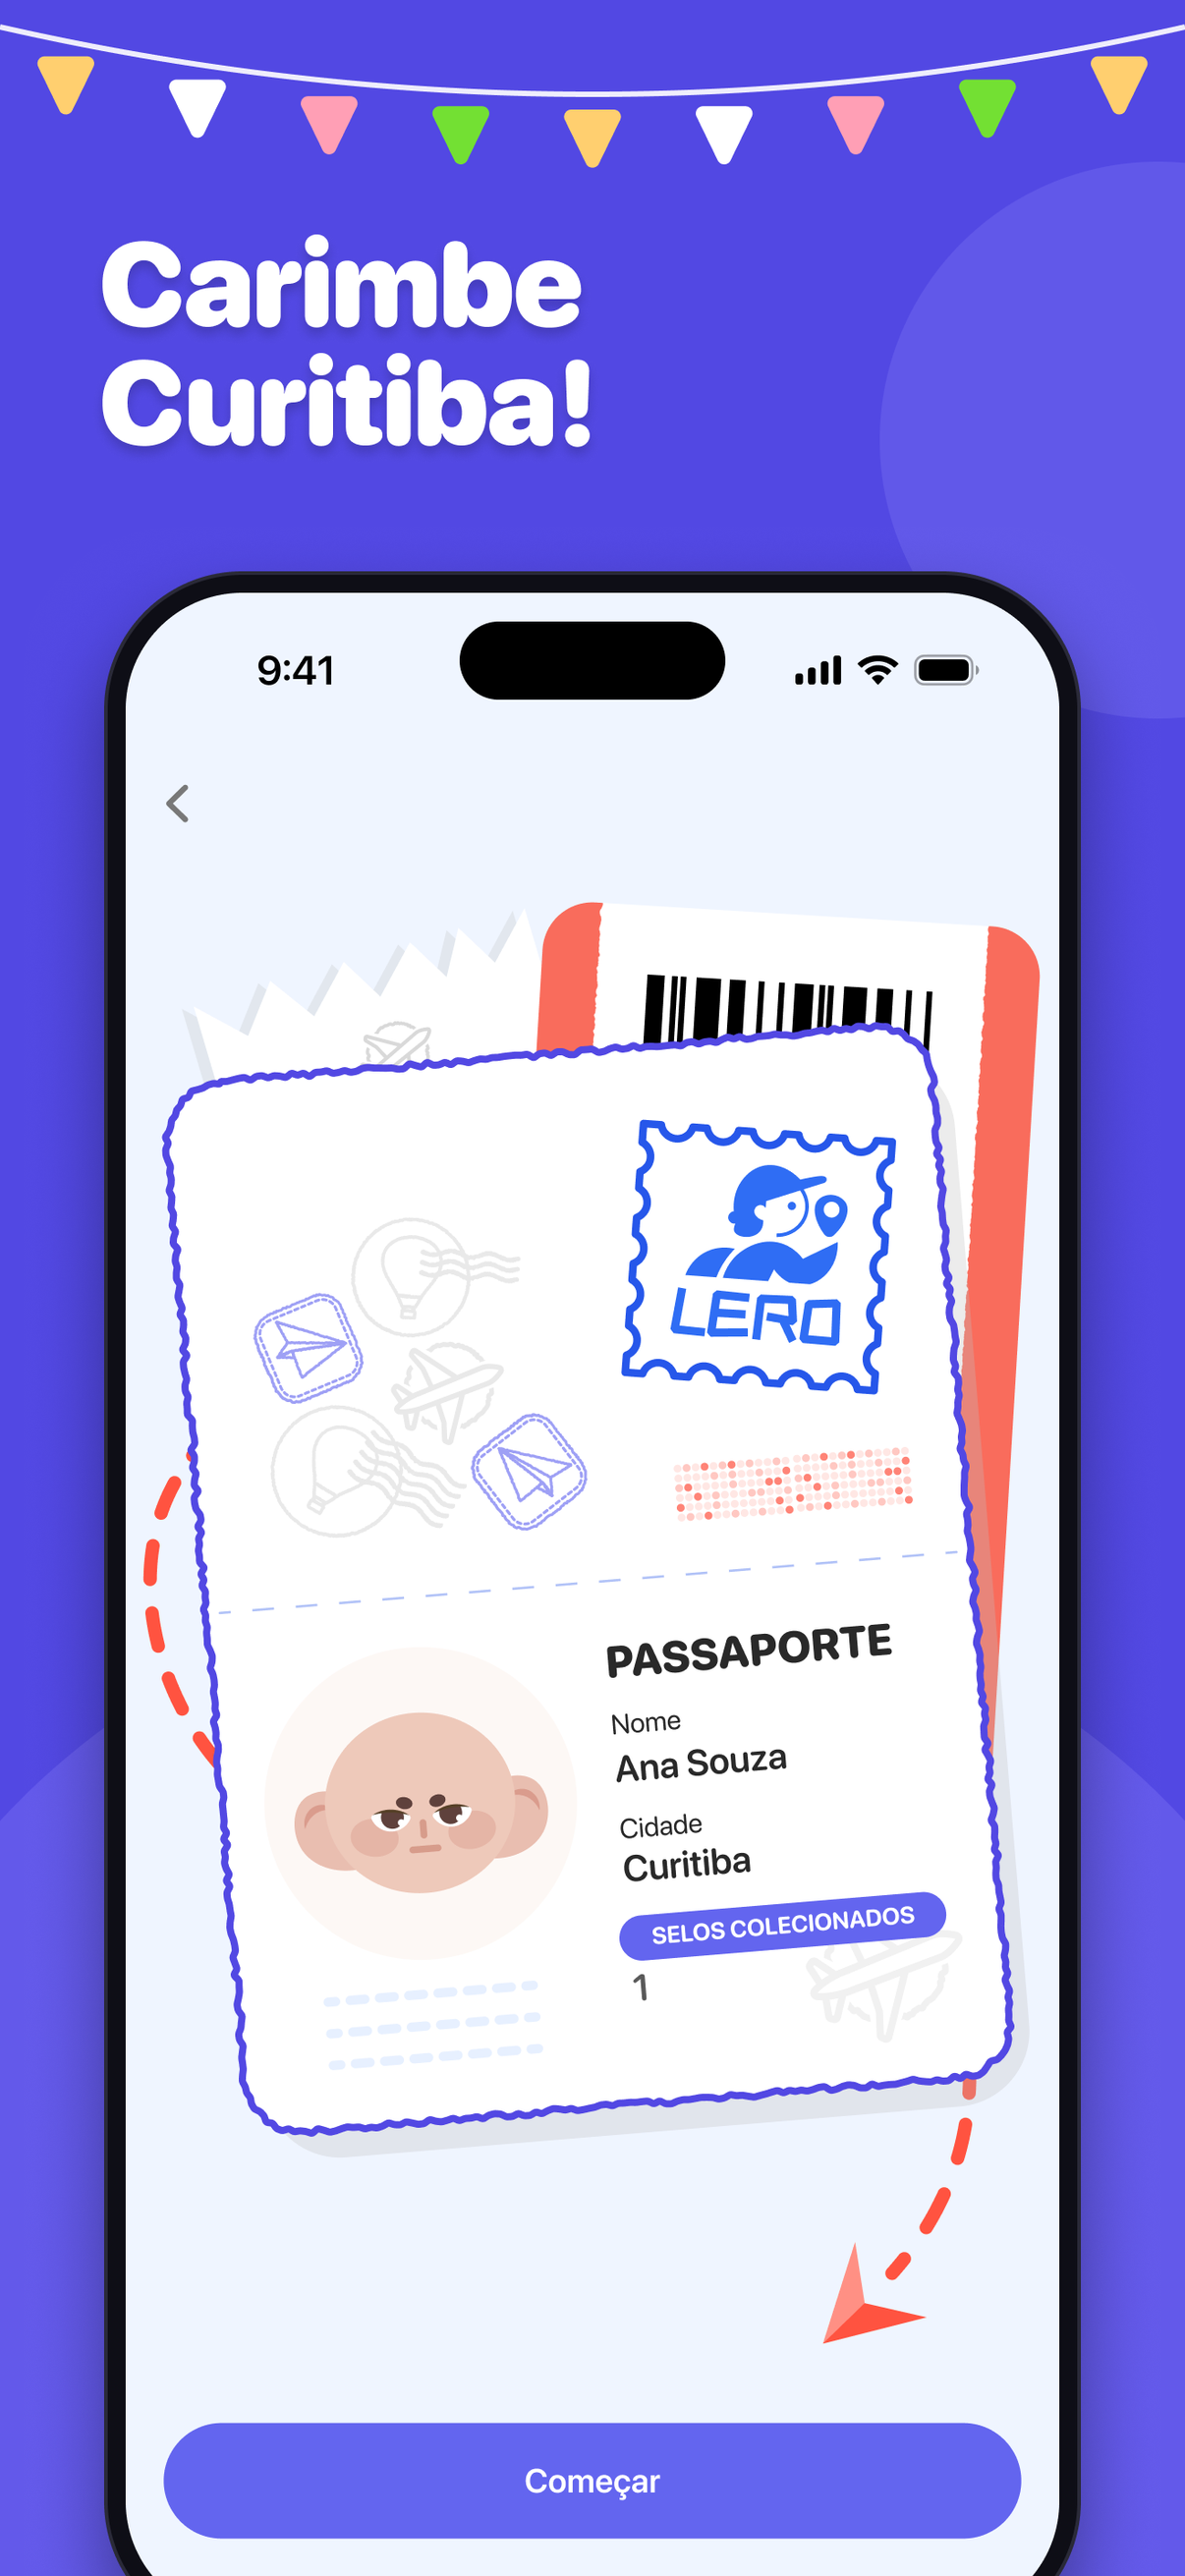 Carimbe
Curitiba!
9:41
LERO
PASSAPORTE
Nome
Ana Souza
Cidade
Curitiba
SELOS COLECIONADOS
1
Começar